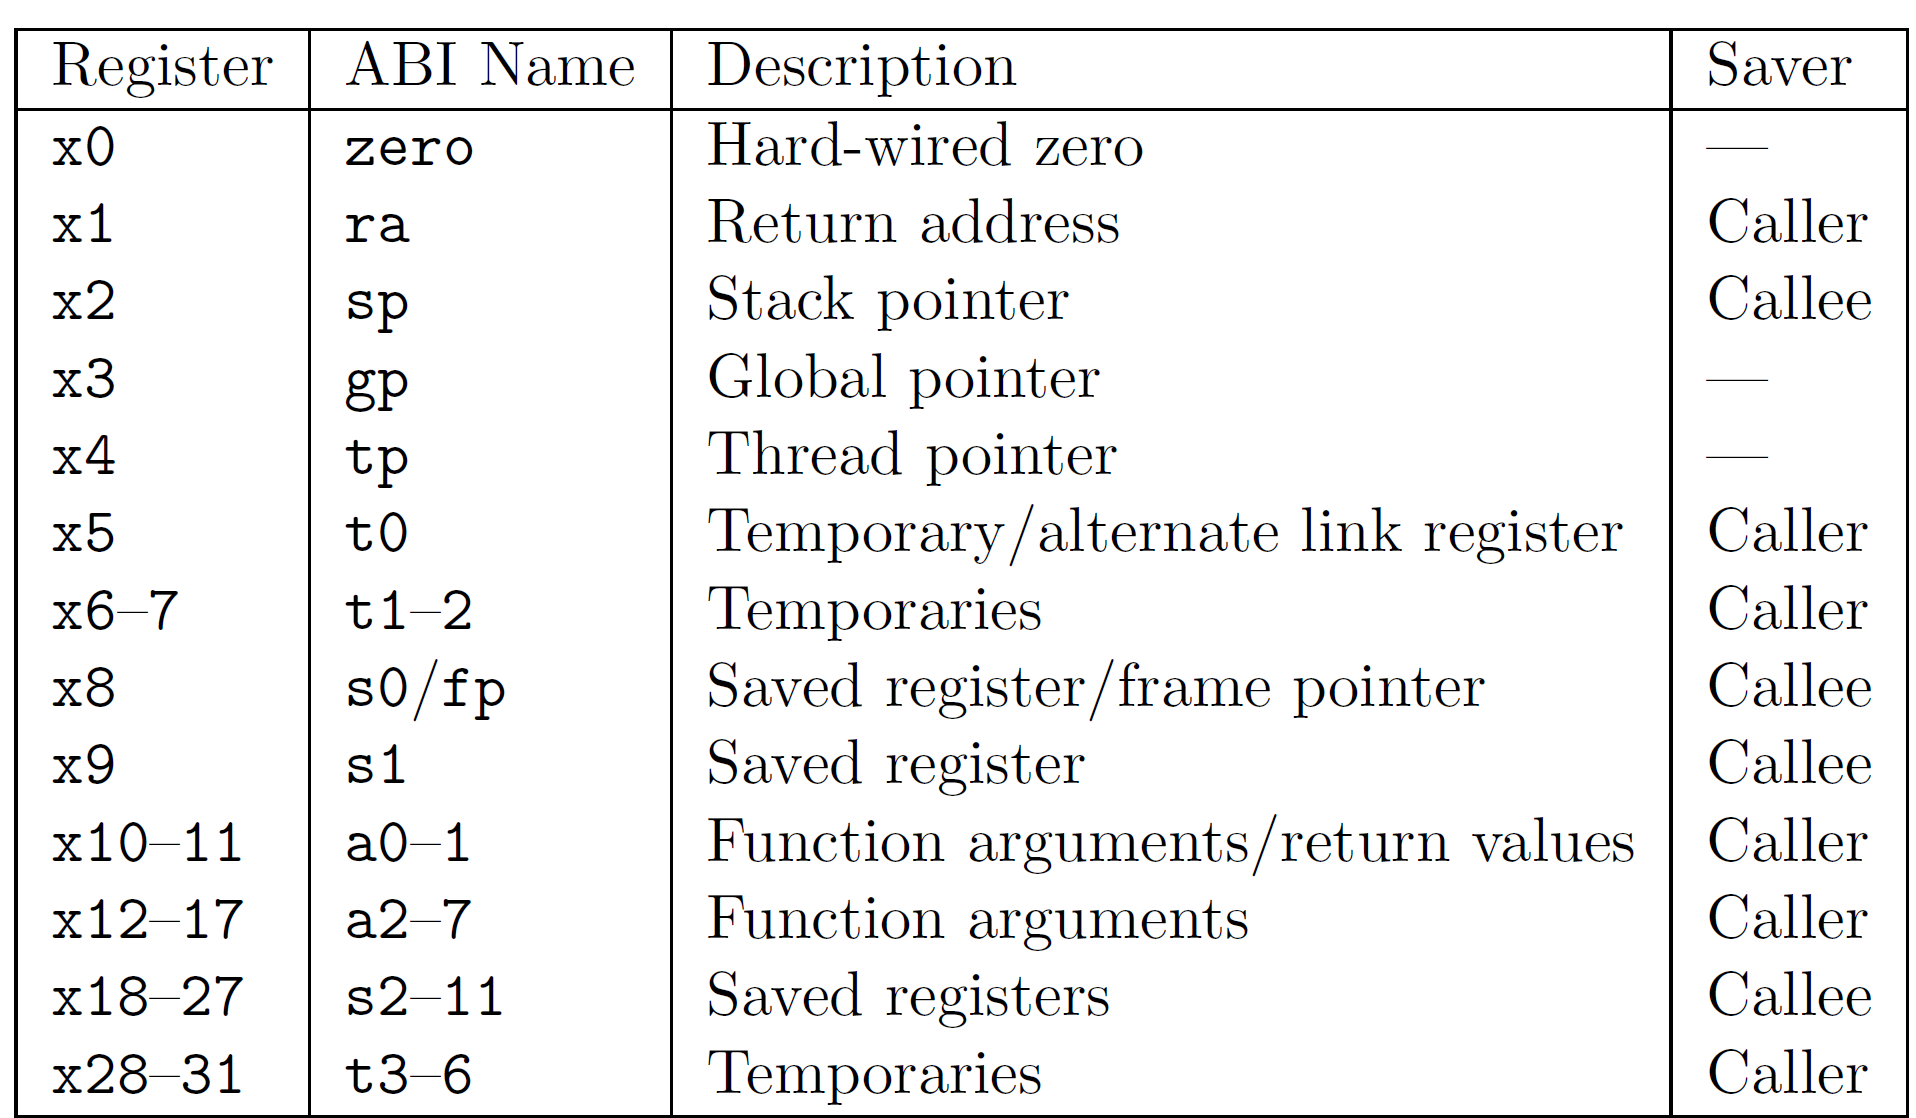 Register ABI Name Description Saver
x0 zero Hard-wired zero —
x1 ra Return address Caller
x2 sp Stack pointer Callee
x3 gp Global pointer —
x4 tp Thread pointer —
x5 t0 Temporary/alternate link register Caller
x6–7 t1–2 Temporaries Caller
x8 s0/fp Saved register/frame pointer Callee
x9 s1 Saved register Callee
x10–11 a0–1 Function arguments/return values Caller
x12–17 a2–7 Function arguments Caller
x18–27 s2–11 Saved registers Callee
x28–31 t3–6 Temporaries Caller